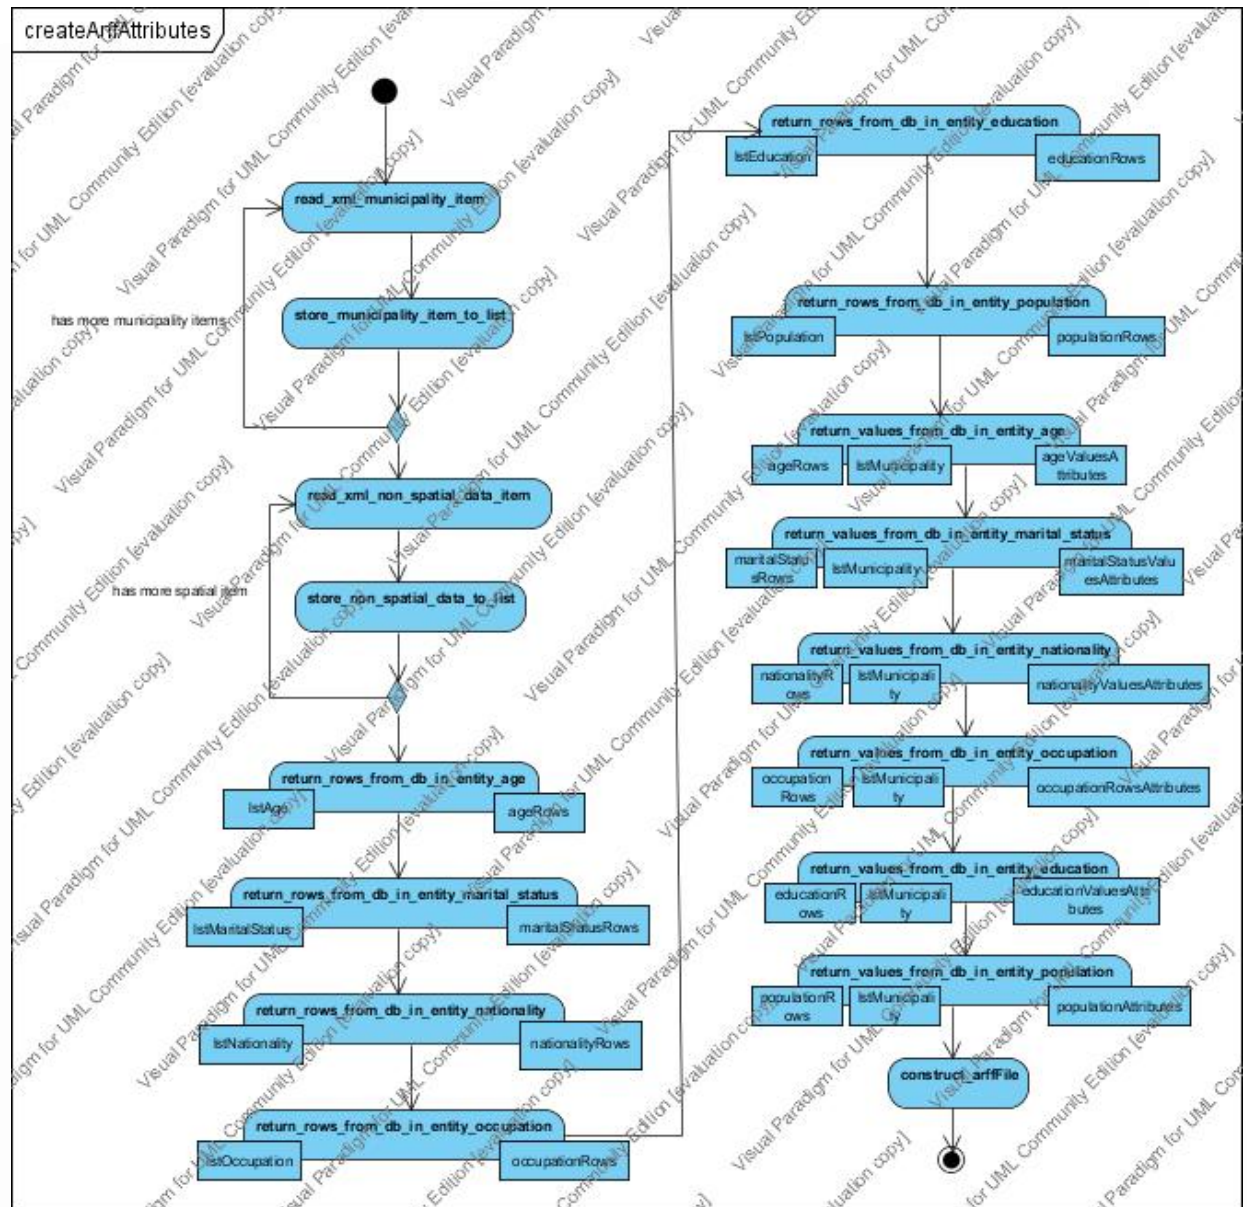 createArffAttributes
read_xml_municipality_item
store_municipality_item_to_list
has more municipality items
read_xml_non_spatial_data_item
has more spatial item
store_non_spatial_data_to_list
return_rows_from_db_in_entity_age
lstAge
ageRows
return_rows_from_db_in_entity_marital_status
lstMaritalStatus
maritalStatusRows
return_rows_from_db_in_entity_nationality
lstNationality
nationalityRows
return_rows_from_db_in_entity_occupation
lstOccupation
occupationRows
return_rows_from_db_in_entity_education
lstEducation
educationRows
return_rows_from_db_in_entity_population
lstPopulation
populationRows
return_values_from_db_in_entity_age
ageRows
lstMunicipality
ageValuesA
ttributes
return_values_from_db_in_entity_marital_status
maritalStat
usRows
lstMunicipality
maritalStatusValu
esAttributes
return_values_from_db_in_entity_nationality
nationalityR
ows
lstMunicipali
ty
nationalityValuesAttributes
return_values_from_db_in_entity_occupation
occupation
Rows
lstMunicipali
ty
occupationRowsAttributes
return_values_from_db_in_entity_education
educationR
ows
lstMunicipali
ty
educationValuesAttri
butes
return_values_from_db_in_entity_population
populationR
ows
lstMunicipali
ty
populationAttributes
construct_arffFile
Visual Paradigm for UML Community Edition [evaluation copy]